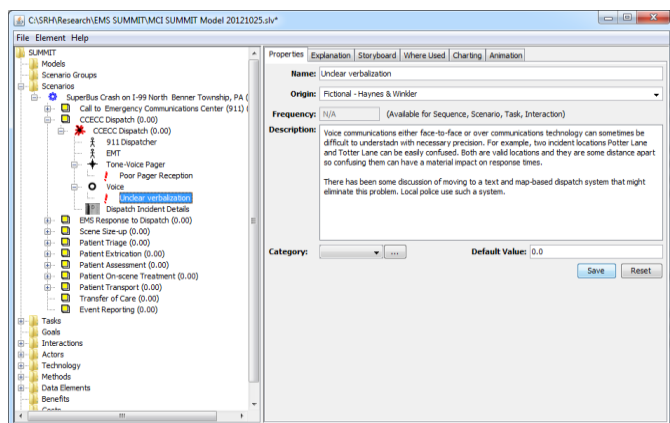 C:\SRH\Research\EMS SUMMIT\MCI SUMMIT Model 20121025.slv*
File Element Help
SUMMIT
Models
Scenario Groups
Scenarios
SuperBus Crash on I-99 North Benner Township, PA (
Call to Emergency Communications Center (911) (
CCECC Dispatch (0.00)
CCECC Dispatch (0.00)
911 Dispatcher
EMT
Tone-Voice Pager
Poor Pager Reception
Voice
Unclear verbalization
Dispatch Incident Details
EMS Response to Dispatch (0.00)
Scene Size-up (0.00)
Patient Triage (0.00)
Patient Extrication (0.00)
Patient Assessment (0.00)
Patient On-scene Treatment (0.00)
Patient Transport (0.00)
Transfer of Care (0.00)
Event Reporting (0.00)
Tasks
Goals
Interactions
Actors
Technology
Methods
Data Elements
Benefits
Costs
Properties Explanation Storyboard Where Used Charting Animation
Name: Unclear verbalization
Origin: Fictional - Haynes & Winkler
Frequency: N/A (Available for Sequence, Scenario, Task, Interaction)
Description: Voice communications either face-to-face or over communications technology can sometimes be
difficult to understadn with necessary precision. For example, two incident locations Potter Lane
and Totter Lane can be easily confused. Both are valid locations and they are some distance apart
so confusing them can have a material impact on response times.
There has been some discussion of moving to a text and map-based dispatch system that might
eliminate this problem. Local police use such a system.
Category: ... Default Value: 0.0
Save Reset